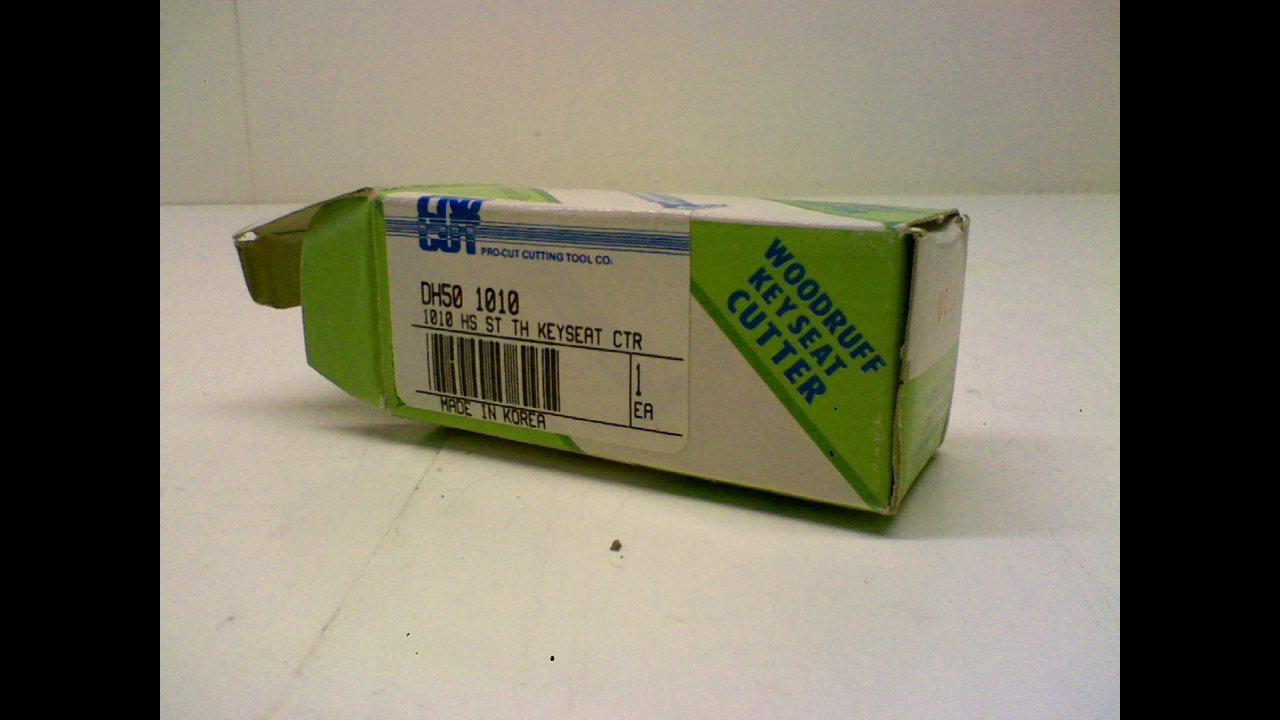 CUT
PRO-CUT CUTTING TOOL CO.
DH50 1010
1010 HS ST TH KEYSEAT CTR
1
EA
MADE IN KOREA
WOODRUFF
KEYSEAT
CUTTER